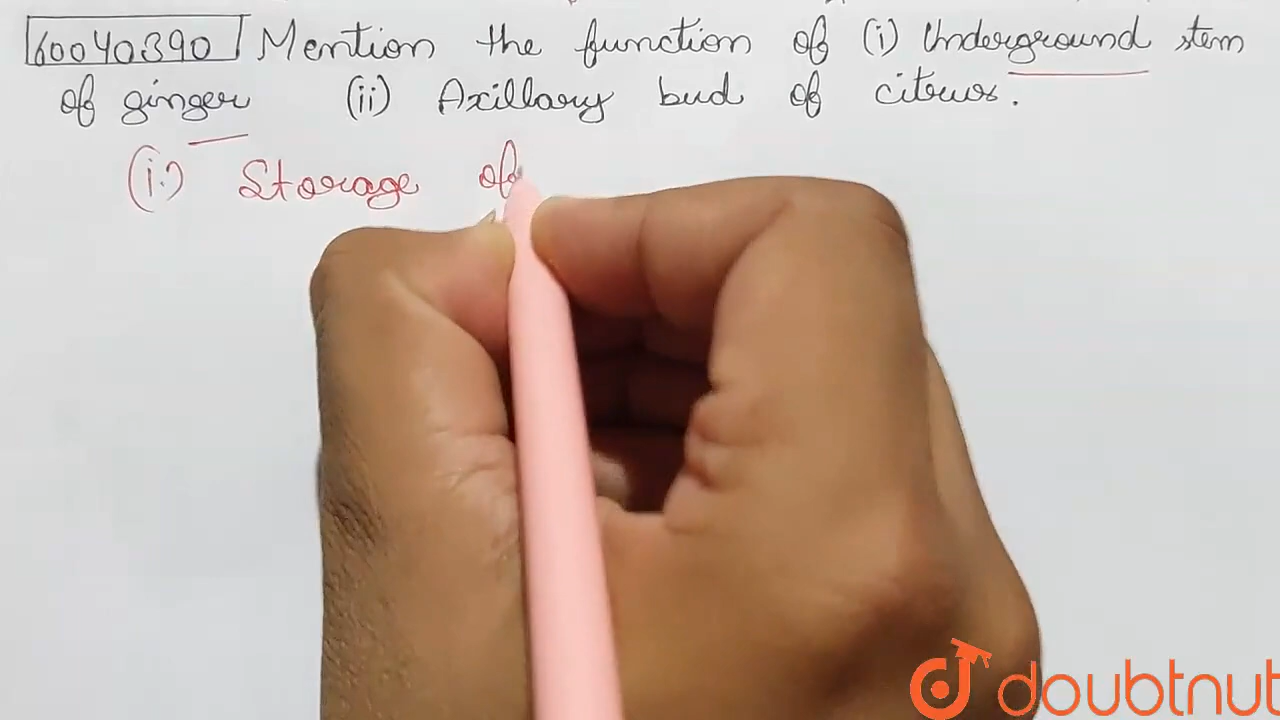 60040390 Mention the function of (i) Underground stem
of ginger (ii) Axillary bud of citrus.
(i.) Storage of
doubtnut